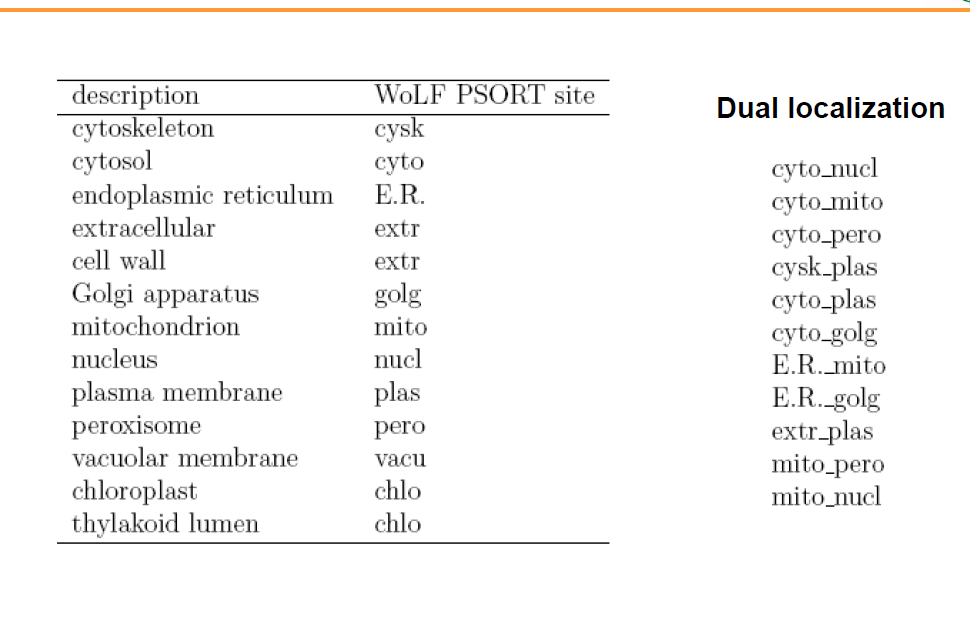 description WoLF PSORT site
cytoskeleton cysk
cytosol cyto
endoplasmic reticulum E.R.
extracellular extr
cell wall extr
Golgi apparatus golg
mitochondrion mito
nucleus nucl
plasma membrane plas
peroxisome pero
vacuolar membrane vacu
chloroplast chlo
thylakoid lumen chlo
Dual localization
cyto_nucl
cyto_mito
cyto_pero
cysk_plas
cyto_plas
cyto_golg
E.R._mito
E.R._golg
extr_plas
mito_pero
mito_nucl